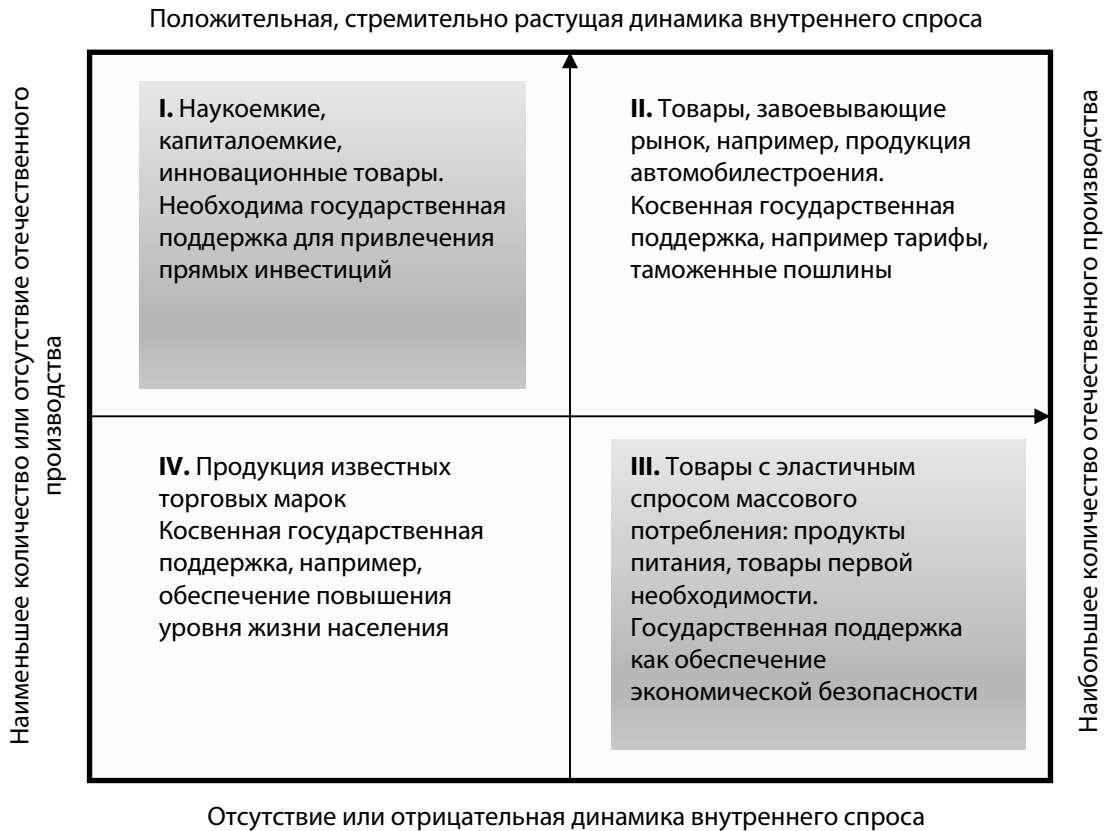 Положительная, стремительно растущая динамика внутреннего спроса
Наименьшее количество или отсутствие отечественного
производства
I. Наукоемкие,
капиталоемкие,
инновационные товары.
Необходима государственная
поддержка для привлечения
прямых инвестиций
II. Товары, завоевывающие
рынок, например, продукция
автомобилестроения.
Косвенная государственная
поддержка, например тарифы,
таможенные пошлины
IV. Продукция известных
торговых марок
Косвенная государственная
поддержка, например,
обеспечение повышения
уровня жизни населения
III. Товары с эластичным
спросом массового
потребления: продукты
питания, товары первой
необходимости.
Государственная поддержка
как обеспечение
экономической безопасности
Наибольшее количество отечественного производства
Отсутствие или отрицательная динамика внутреннего спроса